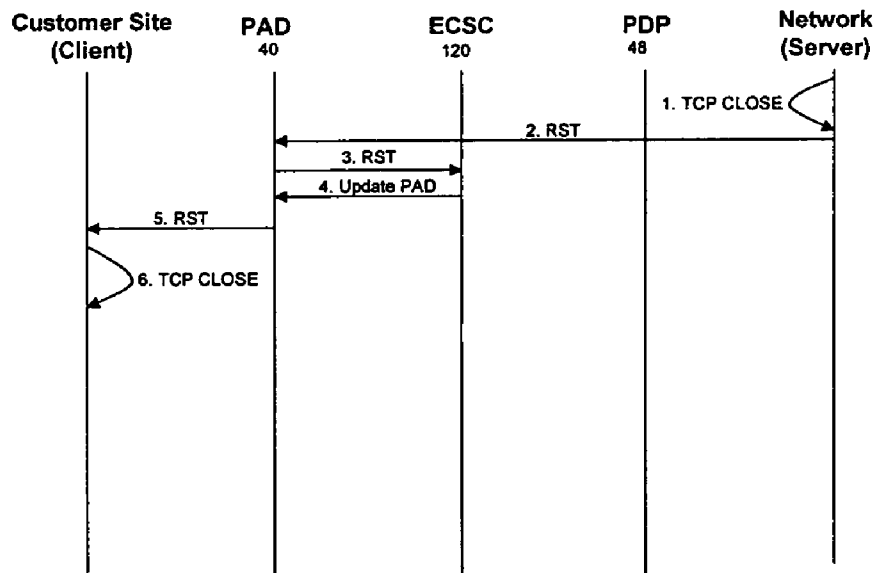 Customer Site
(Client)
PAD
40
ECSC
120
PDP
48
Network
(Server)
1. TCP CLOSE
2. RST
3. RST
4. Update PAD
5. RST
6. TCP CLOSE